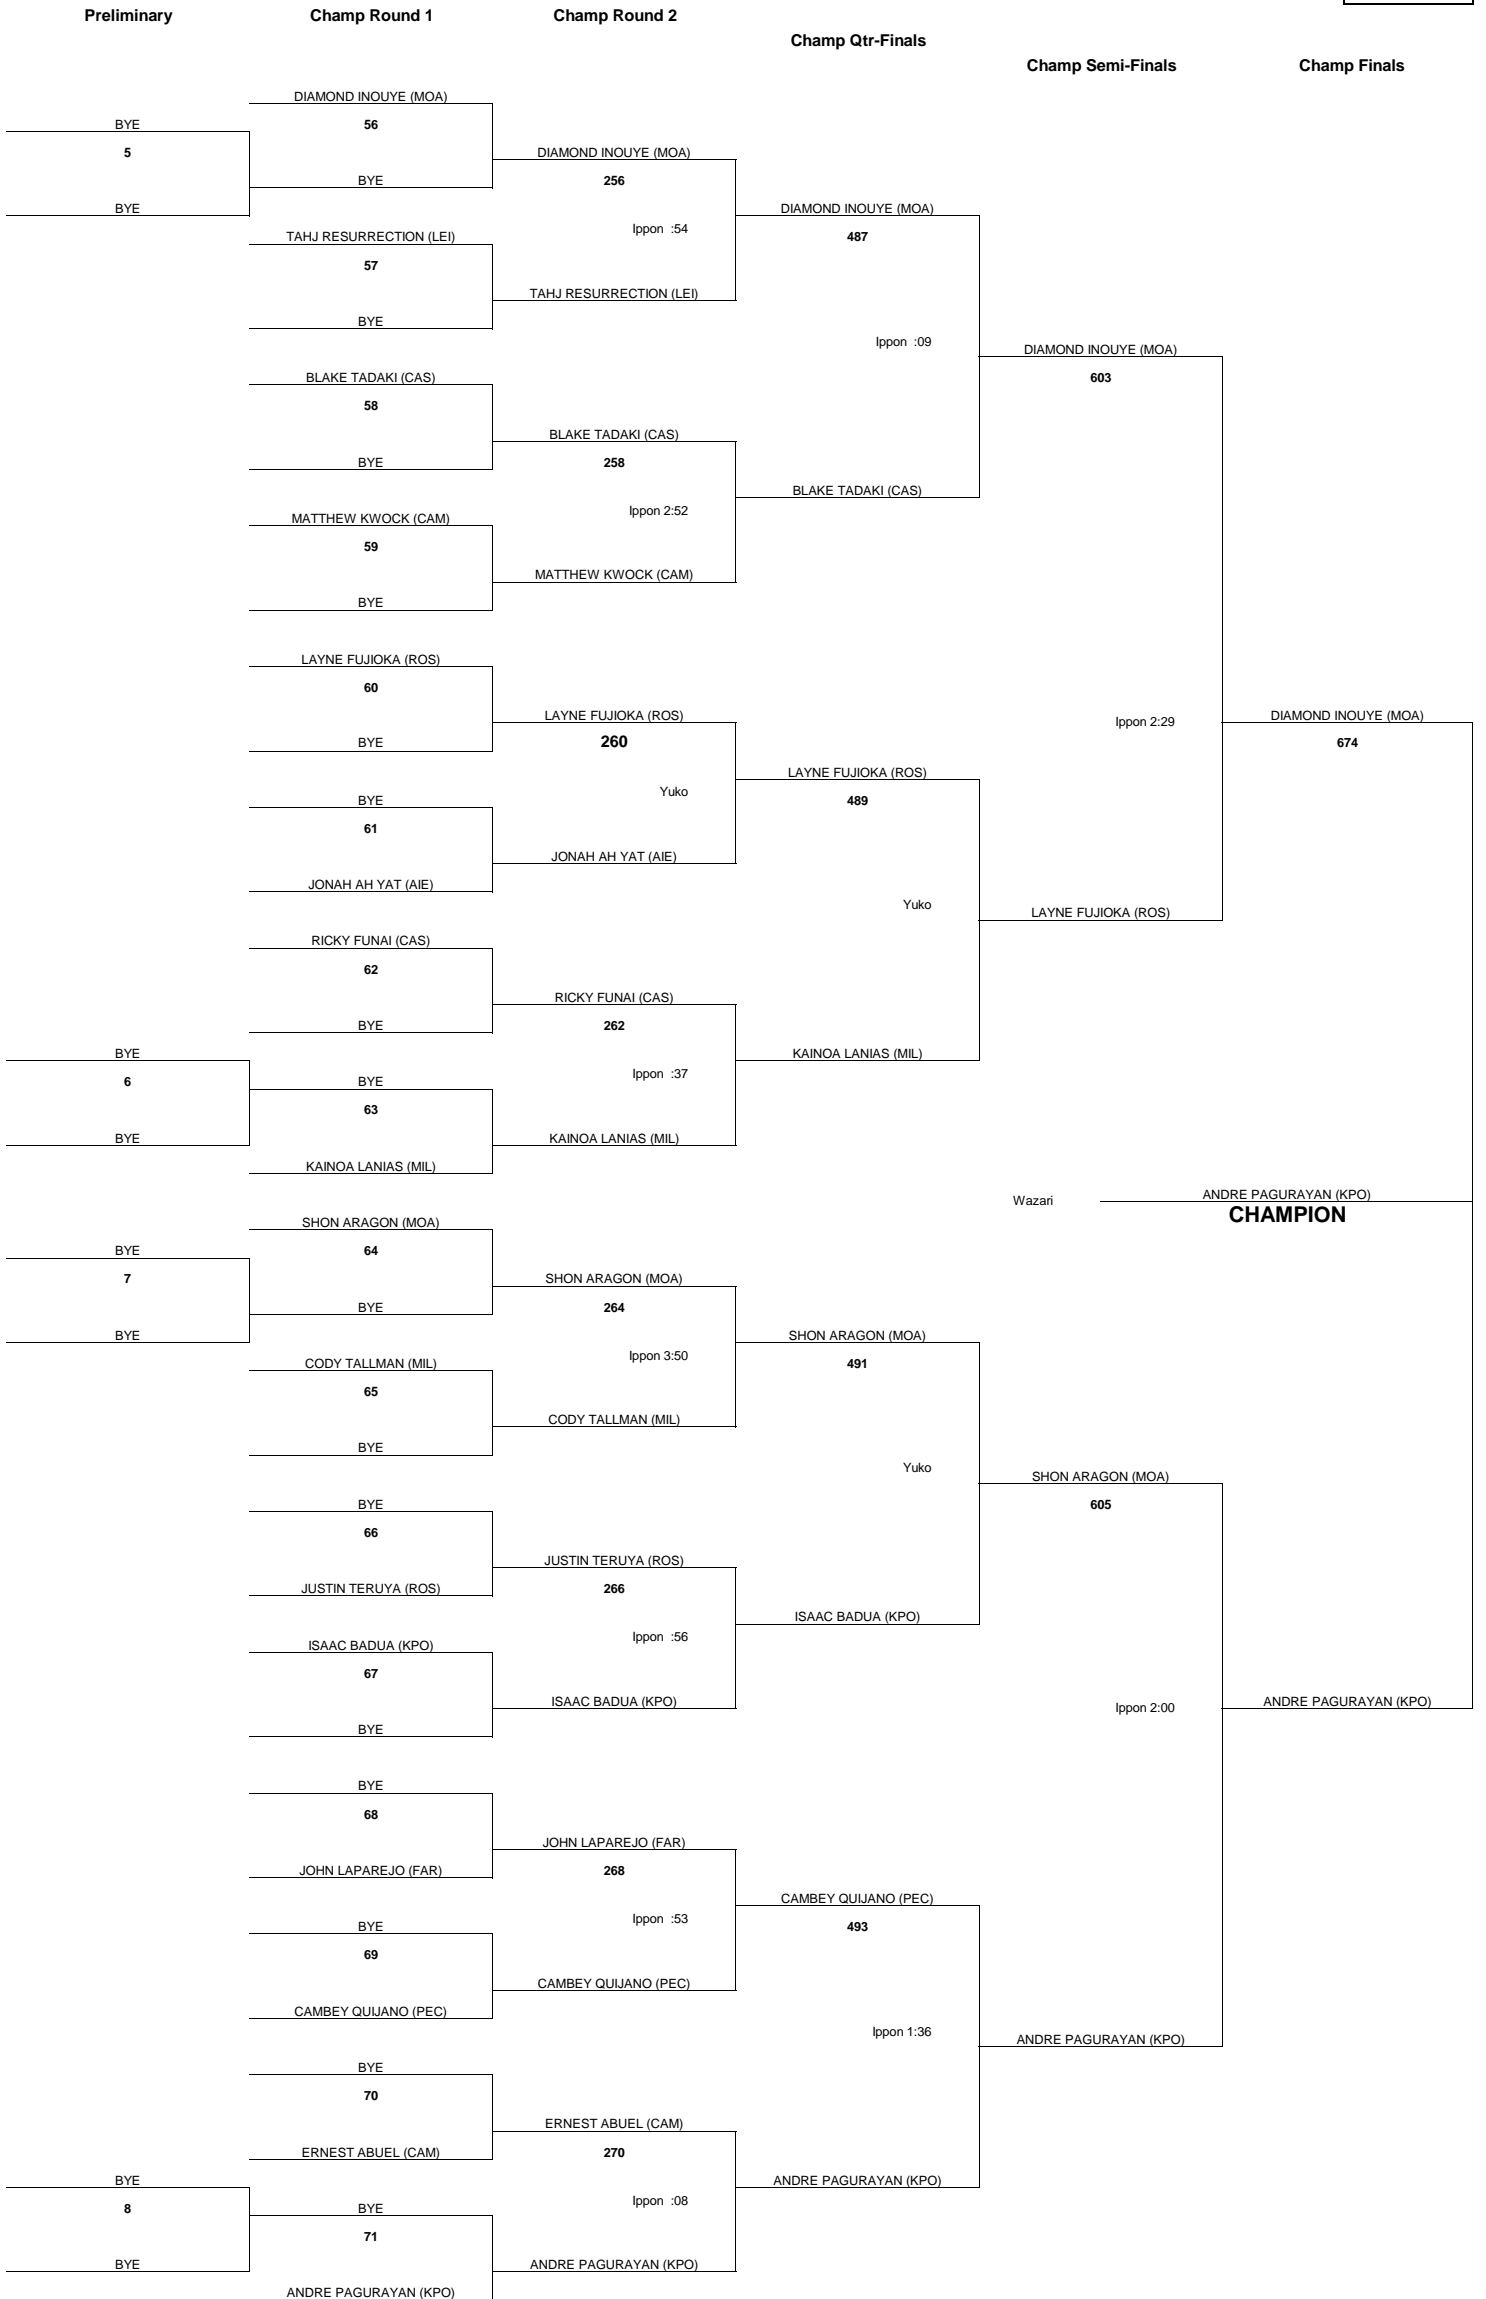 Preliminary
Champ Round 1
Champ Round 2
Champ Qtr-Finals
Champ Semi-Finals
Champ Finals
DIAMOND INOUYE (MOA)
BYE
56
5
DIAMOND INOUYE (MOA)
BYE
256
BYE
DIAMOND INOUYE (MOA)
Ippon :54
TAHJ RESURRECTION (LEI)
487
57
TAHJ RESURRECTION (LEI)
BYE
Ippon :09
DIAMOND INOUYE (MOA)
BLAKE TADAKI (CAS)
603
58
BLAKE TADAKI (CAS)
BYE
258
BLAKE TADAKI (CAS)
Ippon 2:52
MATTHEW KWOCK (CAM)
59
MATTHEW KWOCK (CAM)
BYE
LAYNE FUJIOKA (ROS)
60
LAYNE FUJIOKA (ROS)
Ippon 2:29
DIAMOND INOUYE (MOA)
BYE
260
674
LAYNE FUJIOKA (ROS)
Yuko
BYE
489
61
JONAH AH YAT (AIE)
JONAH AH YAT (AIE)
Yuko
LAYNE FUJIOKA (ROS)
RICKY FUNAI (CAS)
62
RICKY FUNAI (CAS)
BYE
262
BYE
KAINOA LANIAS (MIL)
Ippon :37
6
BYE
63
BYE
KAINOA LANIAS (MIL)
KAINOA LANIAS (MIL)
Wazari
ANDRE PAGURAYAN (KPO)
CHAMPION
SHON ARAGON (MOA)
BYE
64
7
SHON ARAGON (MOA)
BYE
264
BYE
SHON ARAGON (MOA)
Ippon 3:50
CODY TALLMAN (MIL)
491
65
CODY TALLMAN (MIL)
BYE
Yuko
SHON ARAGON (MOA)
BYE
605
66
JUSTIN TERUYA (ROS)
JUSTIN TERUYA (ROS)
266
ISAAC BADUA (KPO)
Ippon :56
ISAAC BADUA (KPO)
67
ISAAC BADUA (KPO)
Ippon 2:00
ANDRE PAGURAYAN (KPO)
BYE
BYE
68
JOHN LAPAREJO (FAR)
JOHN LAPAREJO (FAR)
268
CAMBEY QUIJANO (PEC)
Ippon :53
BYE
493
69
CAMBEY QUIJANO (PEC)
CAMBEY QUIJANO (PEC)
Ippon 1:36
ANDRE PAGURAYAN (KPO)
BYE
70
ERNEST ABUEL (CAM)
ERNEST ABUEL (CAM)
270
BYE
ANDRE PAGURAYAN (KPO)
Ippon :08
8
BYE
71
BYE
ANDRE PAGURAYAN (KPO)
ANDRE PAGURAYAN (KPO)